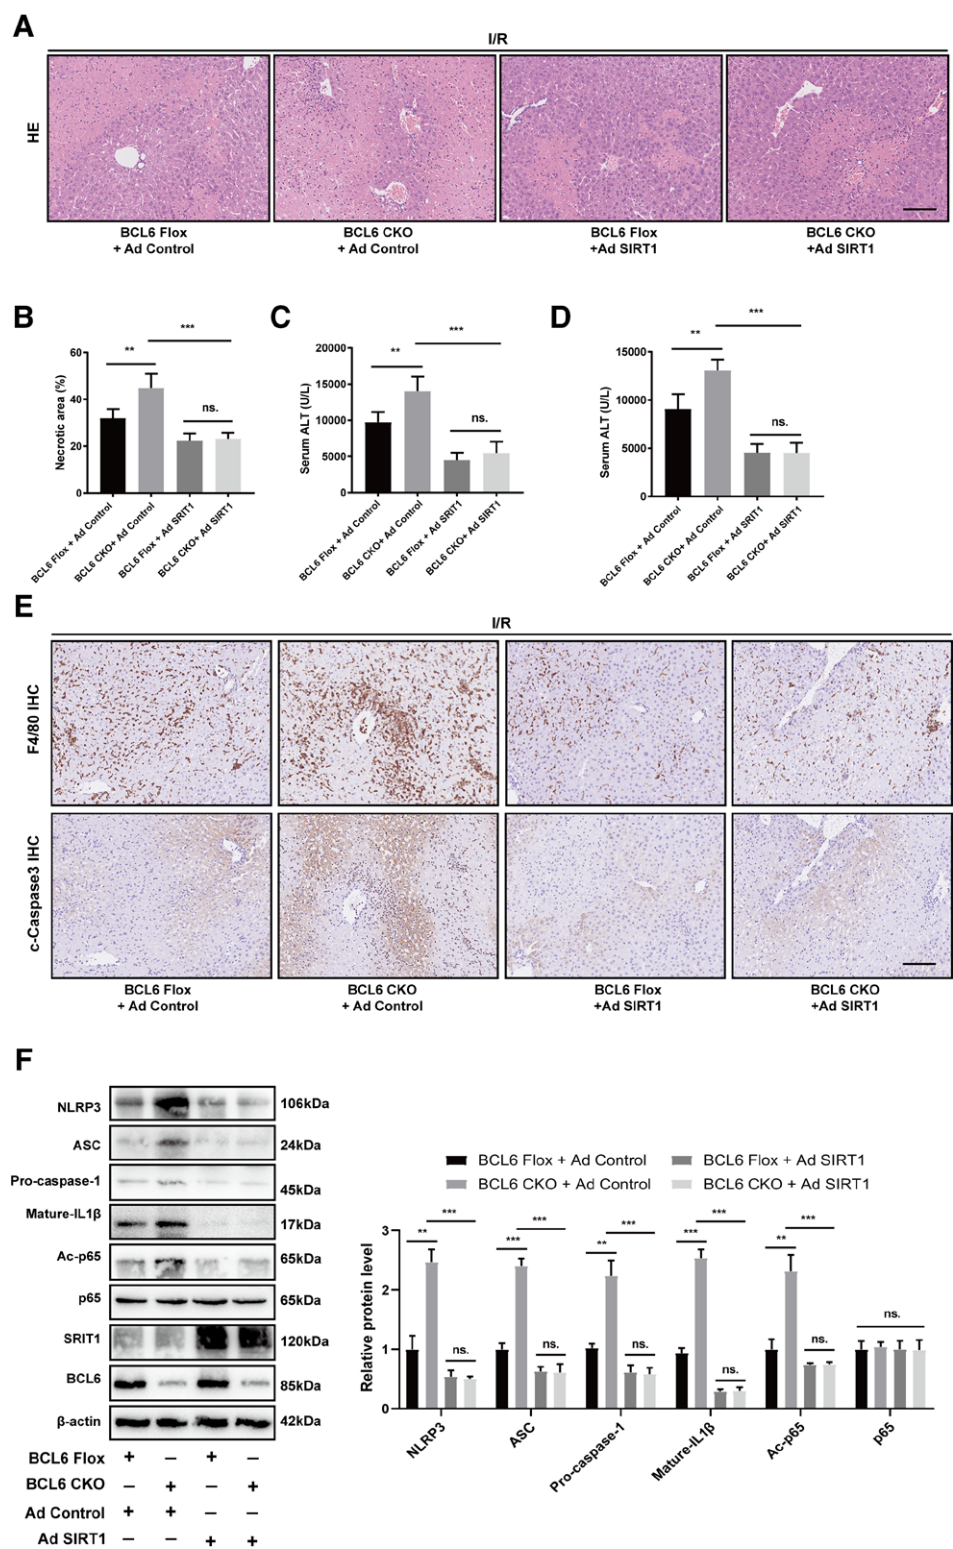 A
I/R
HE
BCL6 Flox
+ Ad Control
BCL6 CKO
+ Ad Control
BCL6 Flox
+Ad SIRT1
BCL6 CKO
+Ad SIRT1
B
Necrotic area (%)
60
40
20
0
**
***
ns.
BCL6 Flox + Ad Control
BCL6 CKO+ Ad Control
BCL6 Flox + Ad SRIT1
BCL6 CKO+ Ad SIRT1
C
Serum ALT (U/L)
20000
15000
10000
5000
0
**
***
ns.
BCL6 Flox + Ad Control
BCL6 CKO+ Ad Control
BCL6 Flox + Ad SRIT1
BCL6 CKO+ Ad SIRT1
D
Serum ALT (U/L)
15000
10000
5000
0
**
***
ns.
BCL6 Flox + Ad Control
BCL6 CKO+ Ad Control
BCL6 Flox + Ad SRIT1
BCL6 CKO+ Ad SIRT1
E
I/R
F4/80 IHC
c-Caspase3 IHC
BCL6 Flox
+ Ad Control
BCL6 CKO
+ Ad Control
BCL6 Flox
+Ad SIRT1
BCL6 CKO
+Ad SIRT1
F
NLRP3 106kDa
ASC 24kDa
Pro-caspase-1 45kDa
Mature-IL1β 17kDa
Ac-p65 65kDa
p65 65kDa
SRIT1 120kDa
BCL6 85kDa
β-actin 42kDa
BCL6 Flox + − + −
BCL6 CKO − + − +
Ad Control + + − −
Ad SIRT1 − − + +
BCL6 Flox + Ad Control
BCL6 CKO + Ad Control
BCL6 Flox + Ad SIRT1
BCL6 CKO + Ad SIRT1
Relative protein level
3
2
1
0
** *** ns.
*** *** ns.
** *** ns.
*** *** ns.
** *** ns.
ns.
NLRP3
ASC
Pro-caspase-1
Mature-IL1β
Ac-p65
p65